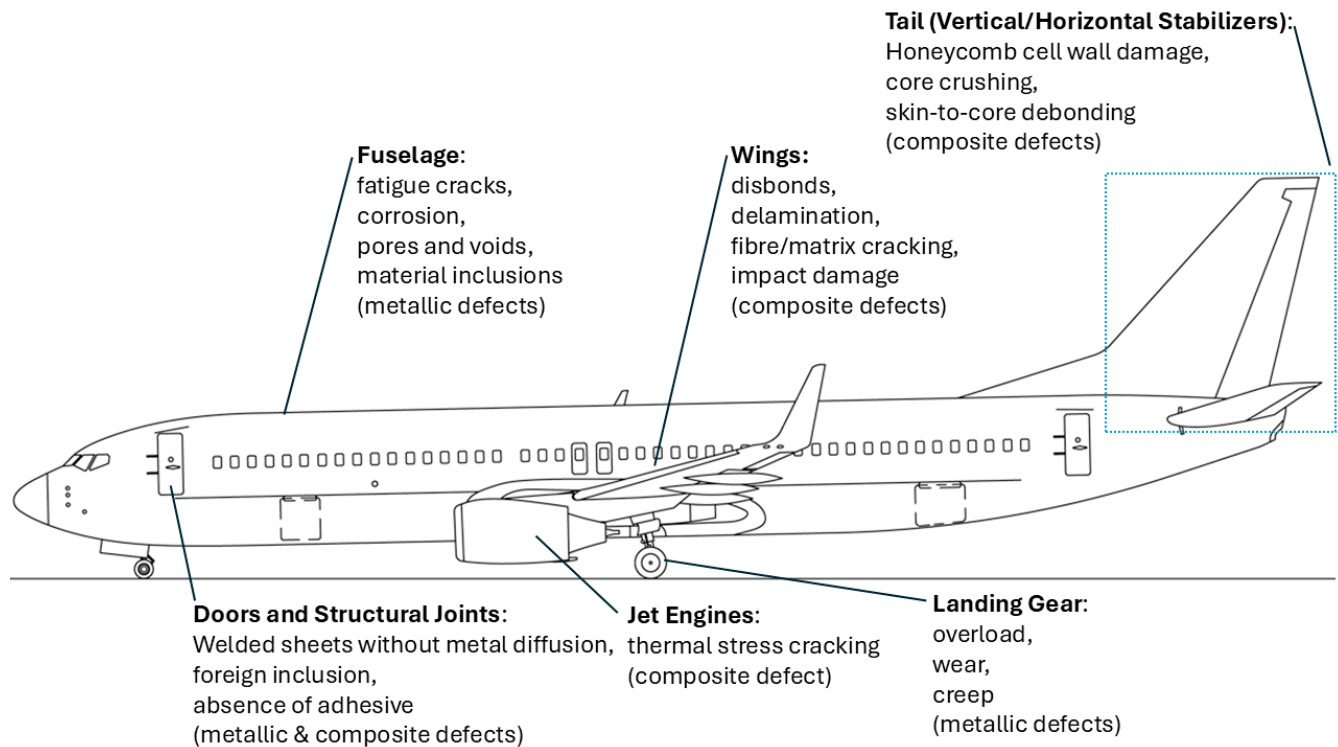 Tail (Vertical/Horizontal Stabilizers):
Honeycomb cell wall damage,
core crushing,
skin-to-core debonding
(composite defects)
Fuselage:
fatigue cracks,
corrosion,
pores and voids,
material inclusions
(metallic defects)
Wings:
disbonds,
delamination,
fibre/matrix cracking,
impact damage
(composite defects)
Doors and Structural Joints:
Welded sheets without metal diffusion,
foreign inclusion,
absence of adhesive
(metallic & composite defects)
Jet Engines:
thermal stress cracking
(composite defect)
Landing Gear:
overload,
wear,
creep
(metallic defects)